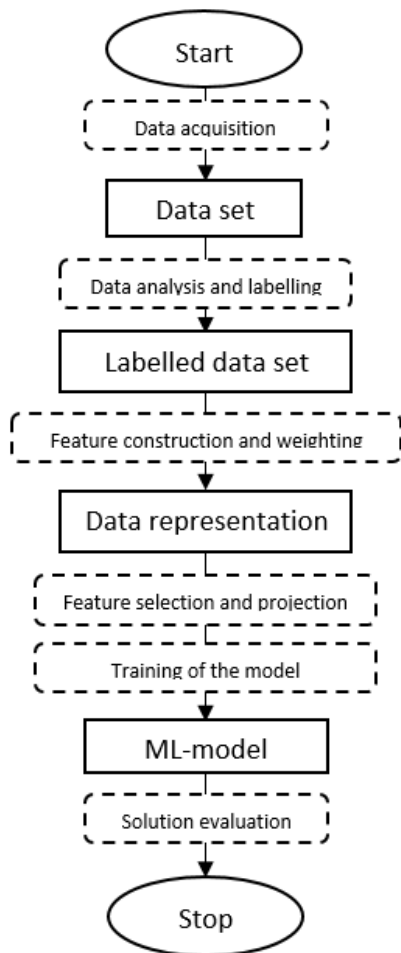 Start
Data acquisition
Data set
Data analysis and labelling
Labelled data set
Feature construction and weighting
Data representation
Feature selection and projection
Training of the model
ML-model
Solution evaluation
Stop